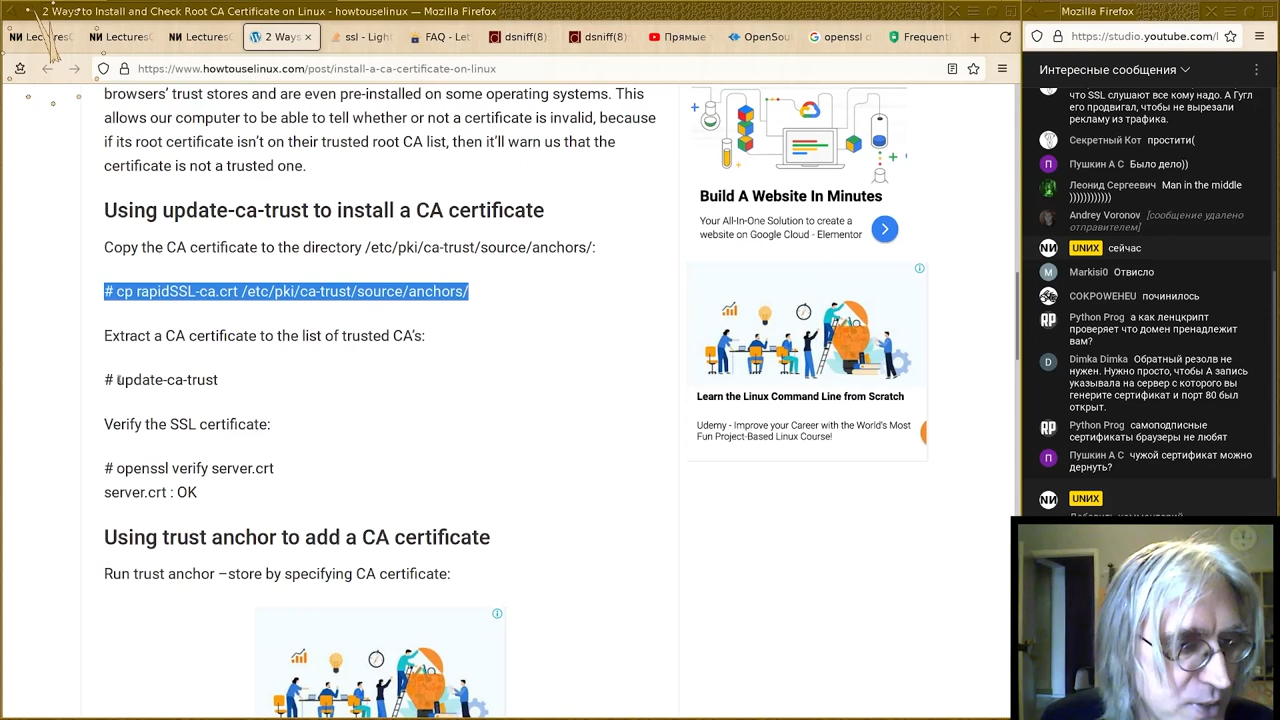 2 Ways to Install and Check Root CA Certificate on Linux - howtouselinux — Mozilla Firefox
NИ Lectures
NИ Lectures
NИ Lectures
2 Ways
ssl - Ligh
FAQ - Let
dsniff(8)
dsniff(8)
Прямые
OpenSou
openssl d
Frequent
https://www.howtouselinux.com/post/install-a-ca-certificate-on-linux
browsers’ trust stores and are even pre-installed on some operating systems. This
allows our computer to be able to tell whether or not a certificate is invalid, because
if its root certificate isn’t on their trusted root CA list, then it’ll warn us that the
certificate is not a trusted one.
Using update-ca-trust to install a CA certificate
Copy the CA certificate to the directory /etc/pki/ca-trust/source/anchors/:
# cp rapidSSL-ca.crt /etc/pki/ca-trust/source/anchors/
Extract a CA certificate to the list of trusted CA’s:
# update-ca-trust
Verify the SSL certificate:
# openssl verify server.crt
server.crt : OK
Using trust anchor to add a CA certificate
Run trust anchor –store by specifying CA certificate:
Build A Website In Minutes
Your All-In-One Solution to create a
website on Google Cloud - Elementor
Learn the Linux Command Line from Scratch
Udemy - Improve your Career with the World's Most
Fun Project-Based Linux Course!
Mozilla Firefox
https://studio.youtube.com/l
Интересные сообщения
что SSL слушают все кому надо. А Гугл
его продвигал, чтобы не вырезали
рекламу из трафика.
Секретный Кот простити(
П Пушкин А С Было дело))
Леонид Сергеевич Man in the middle
))))))))))))
Andrey Voronov [сообщение удалено
отправителем]
NИ UNИX сейчас
M Markisi0 Отвисло
COKPOWEHEU починилось
RP Python Prog а как ленцкрипт
проверяет что домен пренадлежит
вам?
D Dimka Dimka Обратный резолв не
нужен. Нужно просто, чтобы А запись
указывала на сервер с которого вы
генерите сертификат и порт 80 был
открыт.
RP Python Prog самоподписные
сертификаты браузеры не любят
П Пушкин А С чужой сертификат можно
дернуть?
NИ UNИX